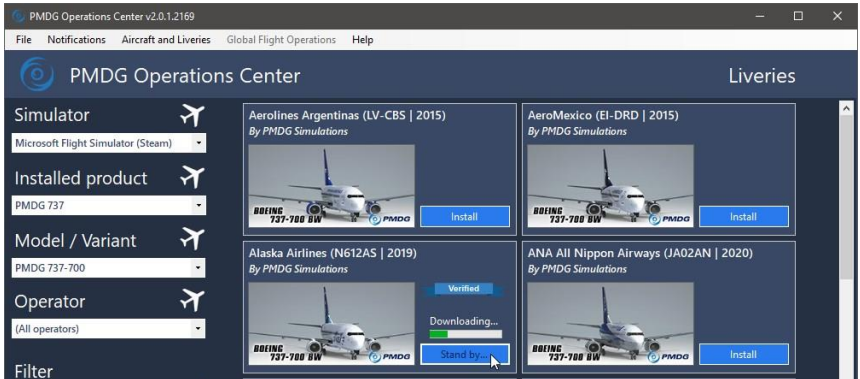 PMDG Operations Center v2.0.1.2169
File Notifications Aircraft and Liveries Global Flight Operations Help
PMDG Operations Center
Liveries
Simulator
Microsoft Flight Simulator (Steam)
Installed product
PMDG 737
Model / Variant
PMDG 737-700
Operator
(All operators)
Filter
Aerolines Argentinas (LV-CBS | 2015)
By PMDG Simulations
BOEING
737-700 BW
PMDG
Install
AeroMexico (EI-DRD | 2015)
By PMDG Simulations
BOEING
737-700 BW
PMDG
Install
Alaska Airlines (N612AS | 2019)
By PMDG Simulations
Verified
Downloading...
BOEING
737-700 BW
PMDG
Stand by...
ANA All Nippon Airways (JA02AN | 2020)
By PMDG Simulations
BOEING
737-700 BW
PMDG
Install